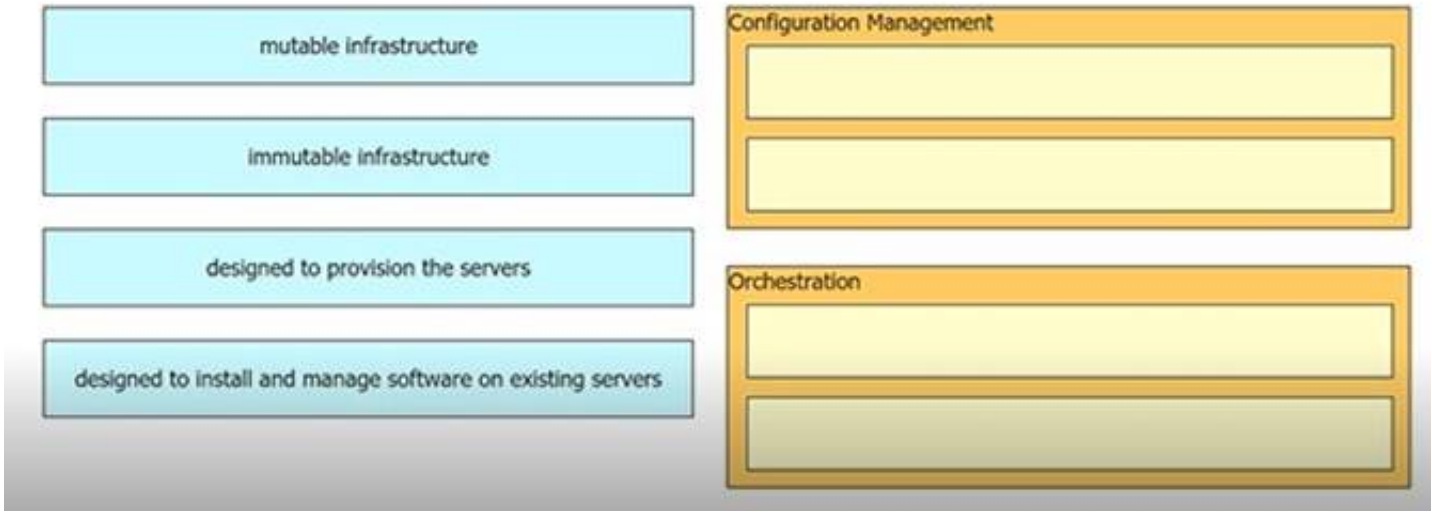 mutable infrastructure
immutable infrastructure
designed to provision the servers
designed to install and manage software on existing servers
Configuration Management
Orchestration